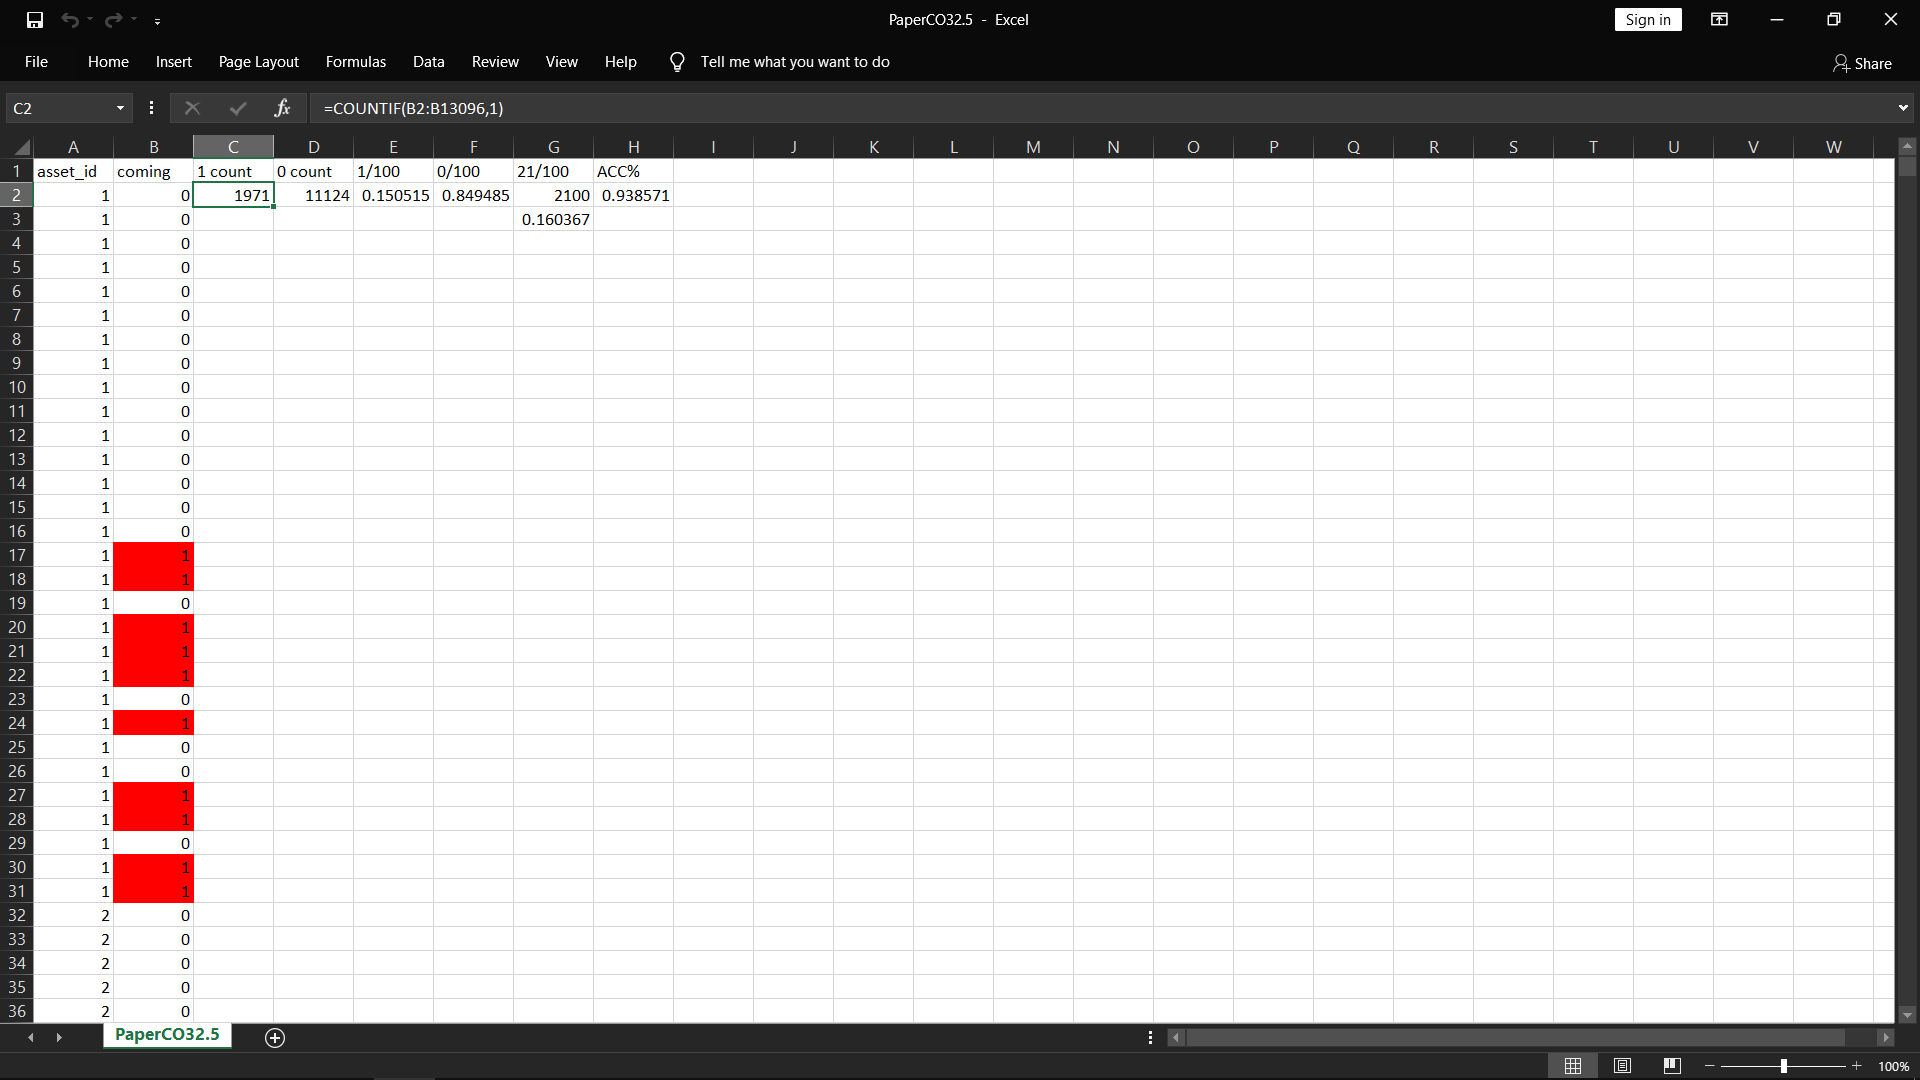 PaperCO32.5 - Excel
Sign in
File Home Insert Page Layout Formulas Data Review View Help Tell me what you want to do Share
C2 fx =COUNTIF(B2:B13096,1)
A B C D E F G H I J K L M N O P Q R S T U V W
1 asset_id coming 1 count 0 count 1/100 0/100 21/100 ACC%
2 1 0 1971 11124 0.150515 0.849485 2100 0.938571
3 1 0 0.160367
4 1 0
5 1 0
6 1 0
7 1 0
8 1 0
9 1 0
10 1 0
11 1 0
12 1 0
13 1 0
14 1 0
15 1 0
16 1 0
17 1 1
18 1 1
19 1 0
20 1 1
21 1 1
22 1 1
23 1 0
24 1 1
25 1 0
26 1 0
27 1 1
28 1 1
29 1 0
30 1 1
31 1 1
32 2 0
33 2 0
34 2 0
35 2 0
36 2 0
PaperCO32.5
100%